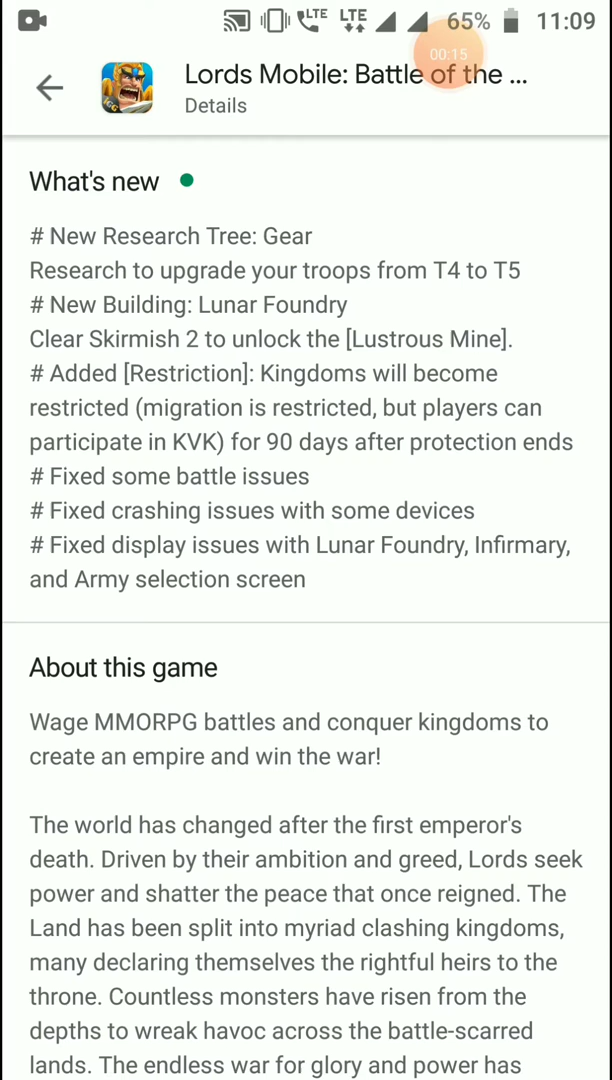 LTE LTE 65% 11:09
00:15
Lords Mobile: Battle of the ...
IGG
Details
What's new
# New Research Tree: Gear
Research to upgrade your troops from T4 to T5
# New Building: Lunar Foundry
Clear Skirmish 2 to unlock the [Lustrous Mine].
# Added [Restriction]: Kingdoms will become
restricted (migration is restricted, but players can
participate in KVK) for 90 days after protection ends
# Fixed some battle issues
# Fixed crashing issues with some devices
# Fixed display issues with Lunar Foundry, Infirmary,
and Army selection screen
About this game
Wage MMORPG battles and conquer kingdoms to
create an empire and win the war!
The world has changed after the first emperor's
death. Driven by their ambition and greed, Lords seek
power and shatter the peace that once reigned. The
Land has been split into myriad clashing kingdoms,
many declaring themselves the rightful heirs to the
throne. Countless monsters have risen from the
depths to wreak havoc across the battle-scarred
lands. The endless war for glory and power has